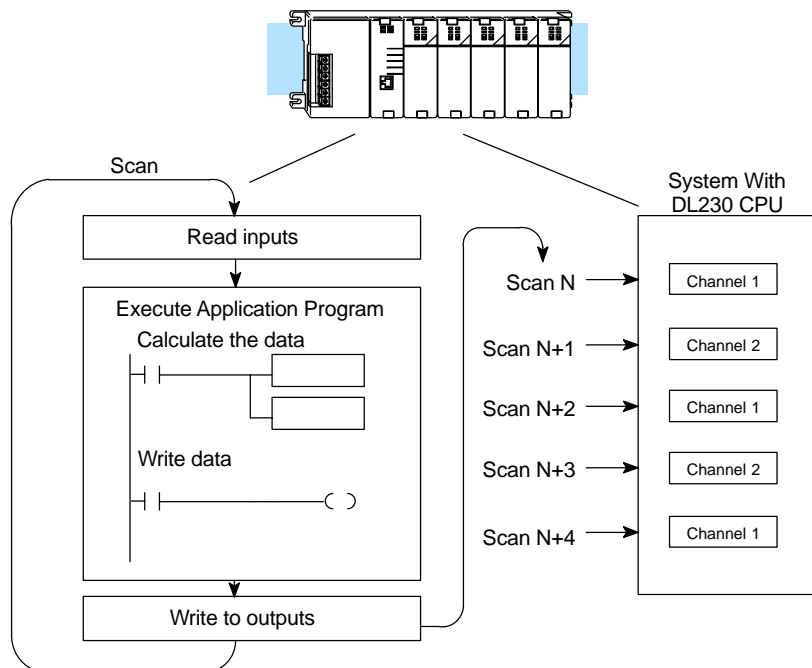 Scan
Read inputs
Execute Application Program
Calculate the data
Write data
Write to outputs
System With
DL230 CPU
Scan N
Channel 1
Scan N+1
Channel 2
Scan N+2
Channel 1
Scan N+3
Channel 2
Scan N+4
Channel 1